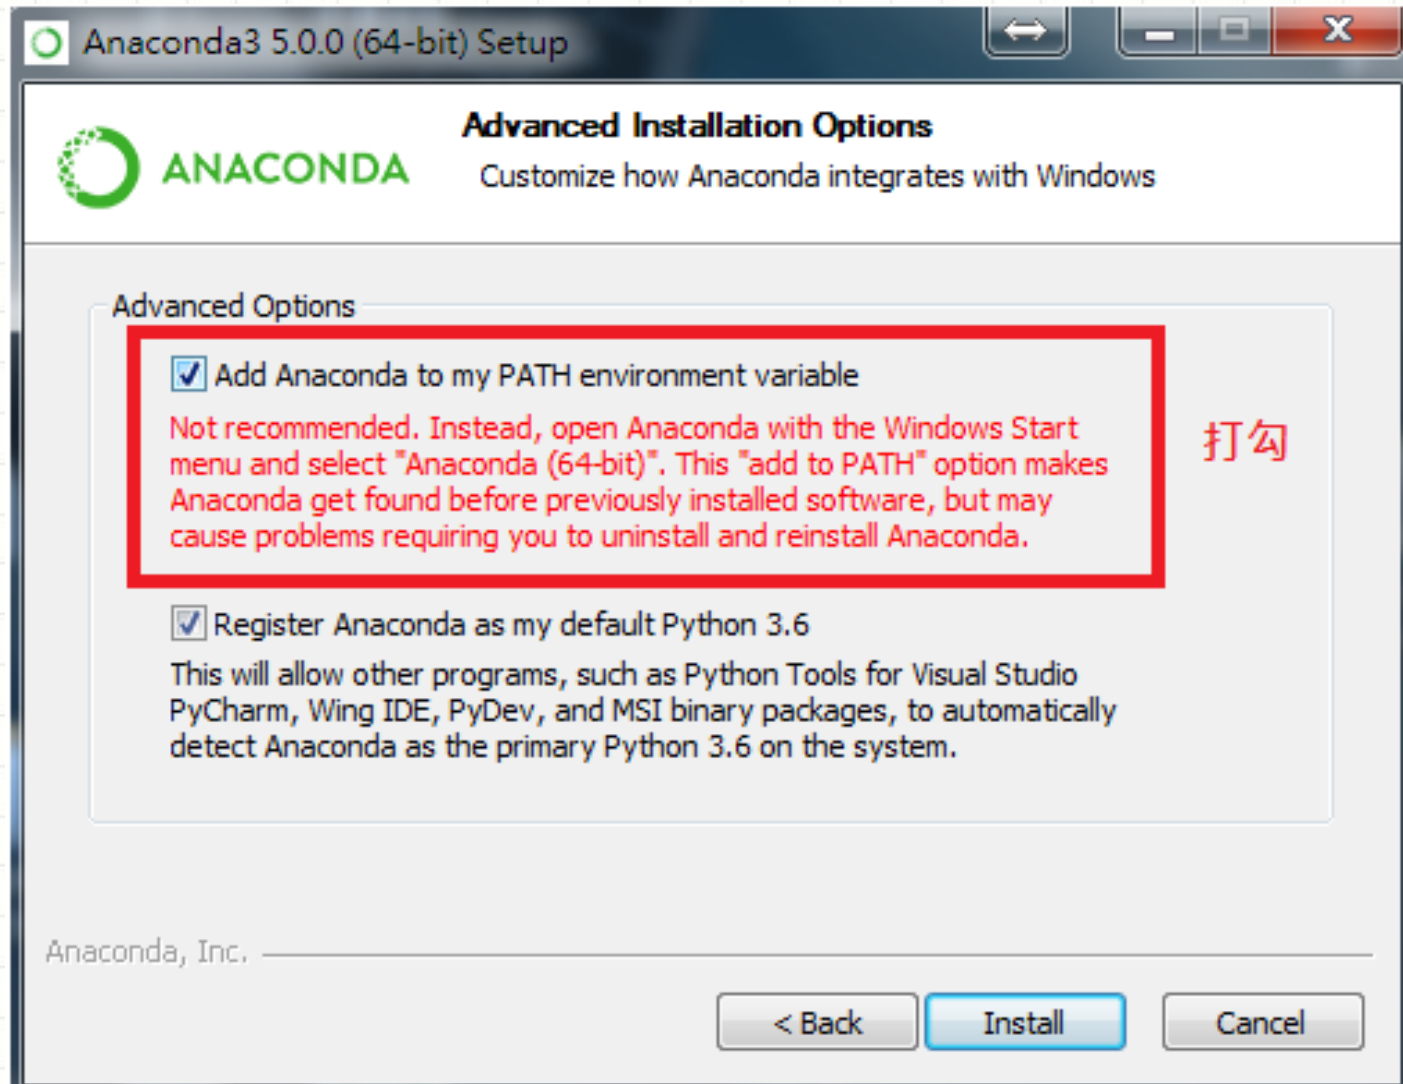 Anaconda3 5.0.0 (64-bit) Setup
ANACONDA
Advanced Installation Options
Customize how Anaconda integrates with Windows
Advanced Options
Add Anaconda to my PATH environment variable
Not recommended. Instead, open Anaconda with the Windows Start
menu and select "Anaconda (64-bit)". This "add to PATH" option makes
Anaconda get found before previously installed software, but may
cause problems requiring you to uninstall and reinstall Anaconda.
打勾
Register Anaconda as my default Python 3.6
This will allow other programs, such as Python Tools for Visual Studio
PyCharm, Wing IDE, PyDev, and MSI binary packages, to automatically
detect Anaconda as the primary Python 3.6 on the system.
Anaconda, Inc.
< Back
Install
Cancel